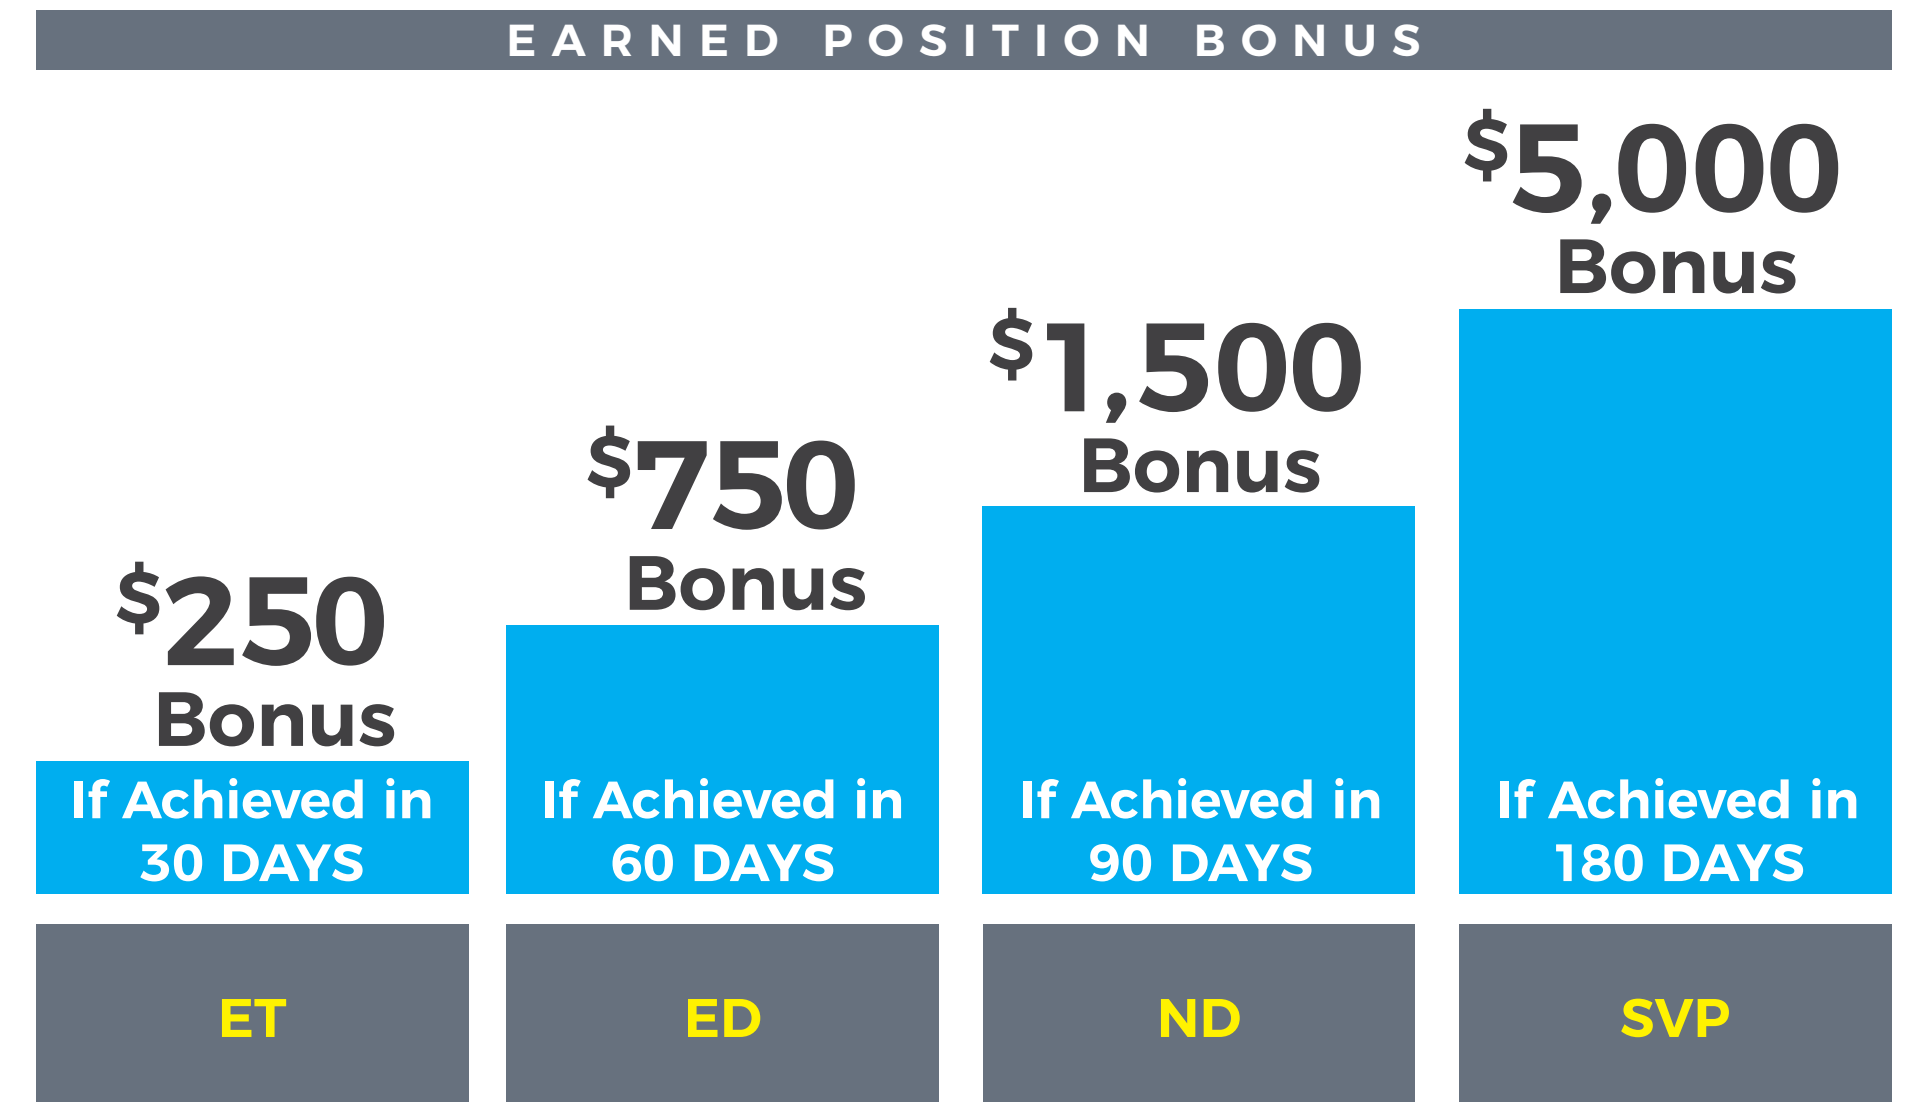 EARNED POSITION BONUS
$250
Bonus
If Achieved in
30 DAYS
ET
$750
Bonus
If Achieved in
60 DAYS
ED
$1,500
Bonus
If Achieved in
90 DAYS
ND
$5,000
Bonus
If Achieved in
180 DAYS
SVP